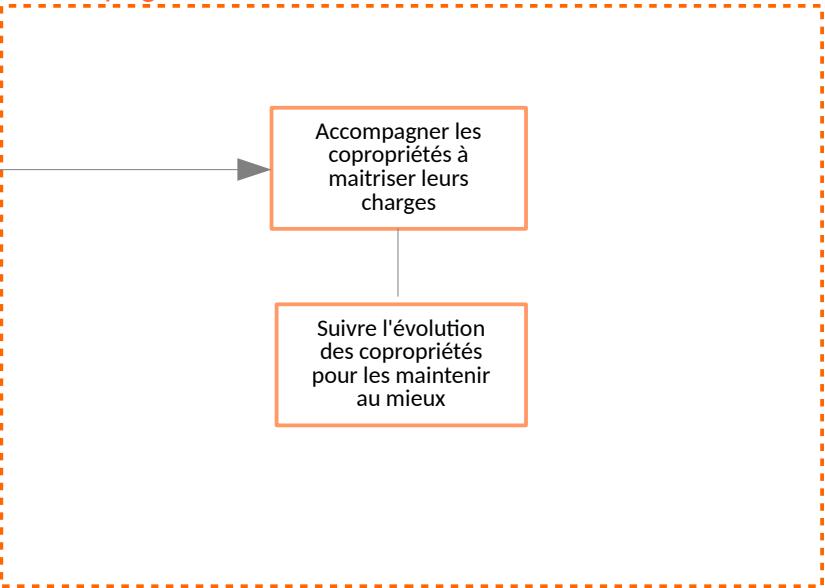 Accompagner les
copropriétés à
maitriser leurs
charges
Suivre l'évolution
des copropriétés
pour les maintenir
au mieux